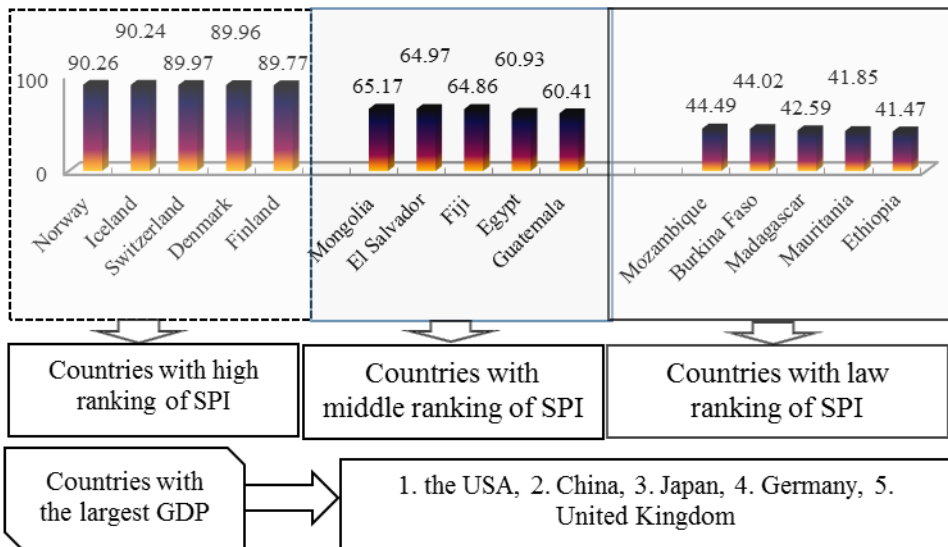 90.26
90.24
89.97
89.96
89.77
65.17
64.97
64.86
60.93
60.41
44.49
44.02
42.59
41.85
41.47
100
0
Norway
Iceland
Switzerland
Denmark
Finland
Mongolia
El Salvador
Fiji
Egypt
Guatemala
Mozambique
Burkina Faso
Madagascar
Mauritania
Ethiopia
Countries with high
ranking of SPI
Countries with
middle ranking of SPI
Countries with law
ranking of SPI
Countries with
the largest GDP
1. the USA, 2. China, 3. Japan, 4. Germany, 5.
United Kingdom